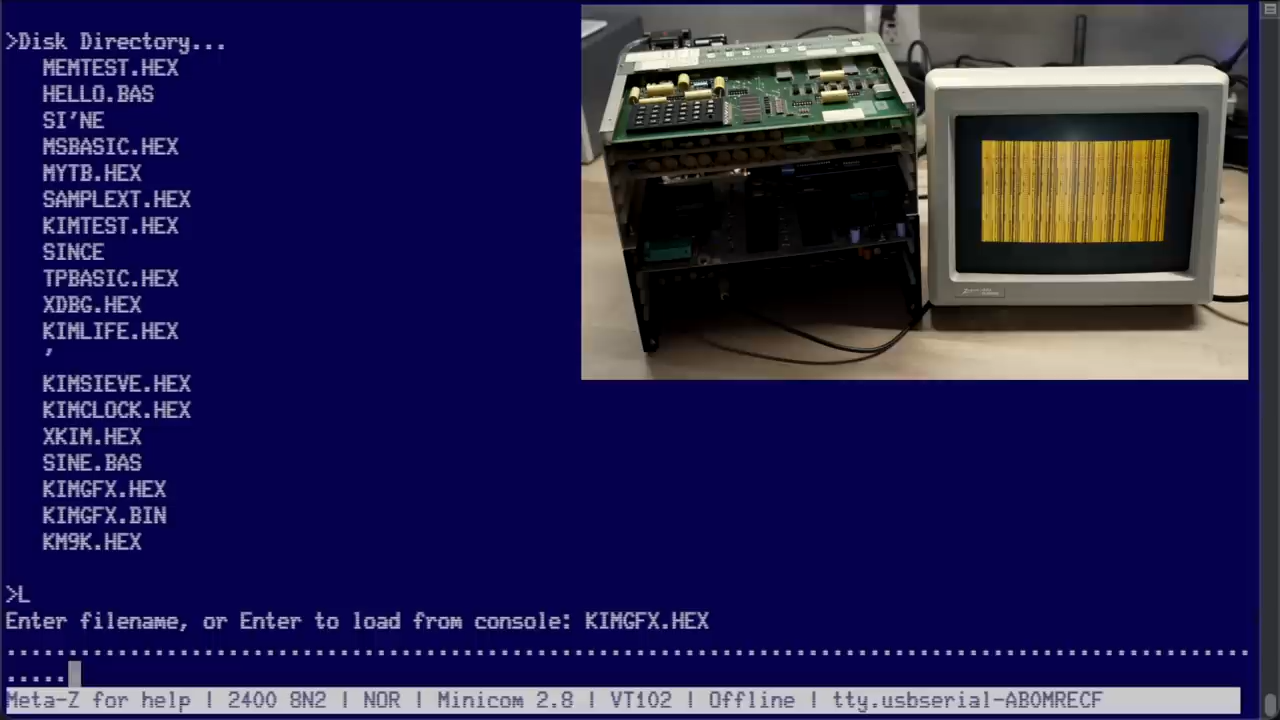 >Disk Directory...
MEMTEST.HEX
HELLO.BAS
SI'NE
MSBASIC.HEX
MYTB.HEX
SAMPLEXT.HEX
KIMTEST.HEX
SINCE
TPBASIC.HEX
XDBG.HEX
KIMLIFE.HEX
'
KIMSIEVE.HEX
KIMCLOCK.HEX
XKIM.HEX
SINE.BAS
KIMGFX.HEX
KIMGFX.BIN
KM9K.HEX
>L
Enter filename, or Enter to load from console: KIMGFX.HEX
.....................................................................................................
.....
Meta-Z for help | 2400 8N2 | NOR | Minicom 2.8 | VT102 | Offline | tty.usbserial-ABOMRECF